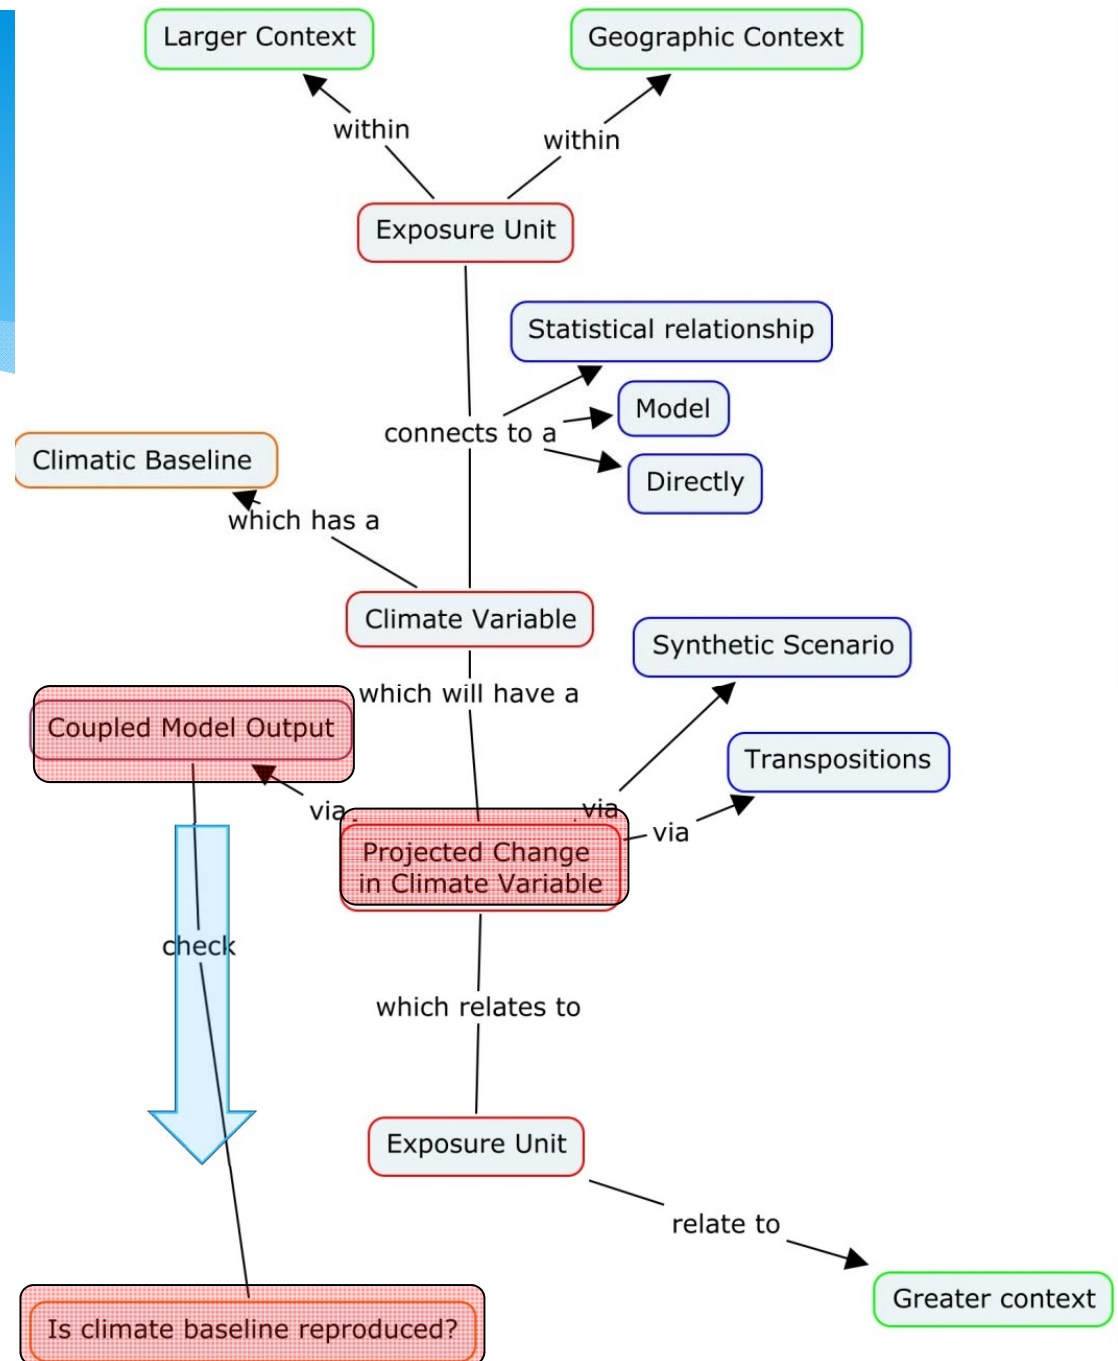 Larger Context
Geographic Context
within
within
Exposure Unit
Statistical relationship
Model
connects to a
Directly
Climatic Baseline
which has a
Climate Variable
Synthetic Scenario
which will have a
Coupled Model Output
Transpositions
via
via
via
Projected Change
in Climate Variable
check
which relates to
Exposure Unit
relate to
Greater context
Is climate baseline reproduced?